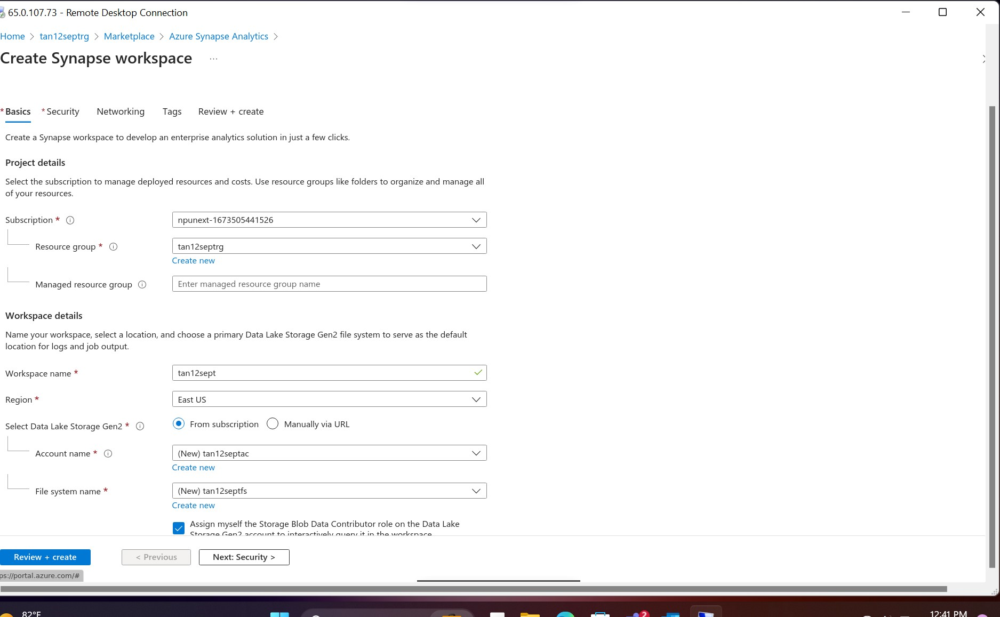 65.0.107.73 - Remote Desktop Connection
Home > tan12septrg > Marketplace > Azure Synapse Analytics >
Create Synapse workspace ...
* Basics * Security Networking Tags Review + create
Create a Synapse workspace to develop an enterprise analytics solution in just a few clicks.
Project details
Select the subscription to manage deployed resources and costs. Use resource groups like folders to organize and manage all
of your resources.
Subscription * npunext-1673505441526
Resource group * tan12septrg
Create new
Managed resource group Enter managed resource group name
Workspace details
Name your workspace, select a location, and choose a primary Data Lake Storage Gen2 file system to serve as the default
location for logs and job output.
Workspace name * tan12sept
Region * East US
Select Data Lake Storage Gen2 * From subscription Manually via URL
Account name * (New) tan12septac
Create new
File system name * (New) tan12septfs
Create new
Assign myself the Storage Blob Data Contributor role on the Data Lake
Storage Gen2 account to interactively query it in the workspace
Review + create < Previous Next: Security >
ps://portal.azure.com/#
82°F 2 12:41 PM